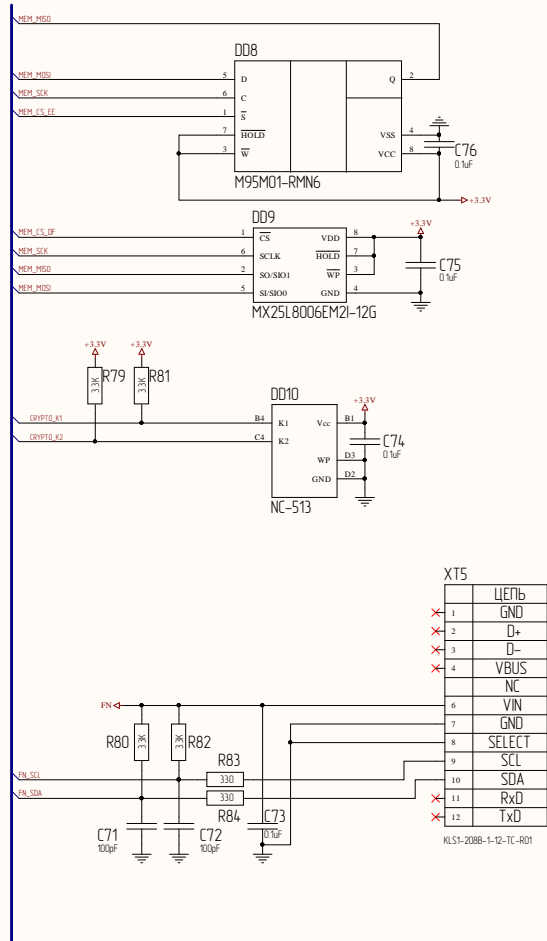 MEM_MISO
DD8
MEM_MOSI 5 D Q 2
MEM_SCK 6 C
MEM_CS_EE 1 S
7 HOLD VSS 4
3 W VCC 8
C76
0.1uF
M95M01-RMN6
+3.3V
DD9
+3.3V
MEM_CS_DF 1 CS VDD 8
MEM_SCK 6 SCLK HOLD 7
MEM_MISO 2 SO/SIO1 WP 3
MEM_MOSI 5 SI/SIO0 GND 4
C75
0.1uF
MX25L8006EM2I-12G
+3.3V +3.3V
R79 R81
3.3K 3.3K
DD10
+3.3V
CRYPTO_K1 B4 K1 Vcc B1
CRYPTO_K2 C4 K2
WP D3
GND D2
C74
0.1uF
NC-513
XT5
ЦЕПЬ
1 GND
2 D+
3 D-
4 VBUS
NC
FN 6 VIN
7 GND
8 SELECT
9 SCL
10 SDA
11 RxD
12 TxD
KLS1-208B-1-12-TC-R01
R80 R82
3.3K 3.3K
R83
FN_SCL 330
FN_SDA 330
R84
C71
100pF
C72
100pF
C73
0.1uF